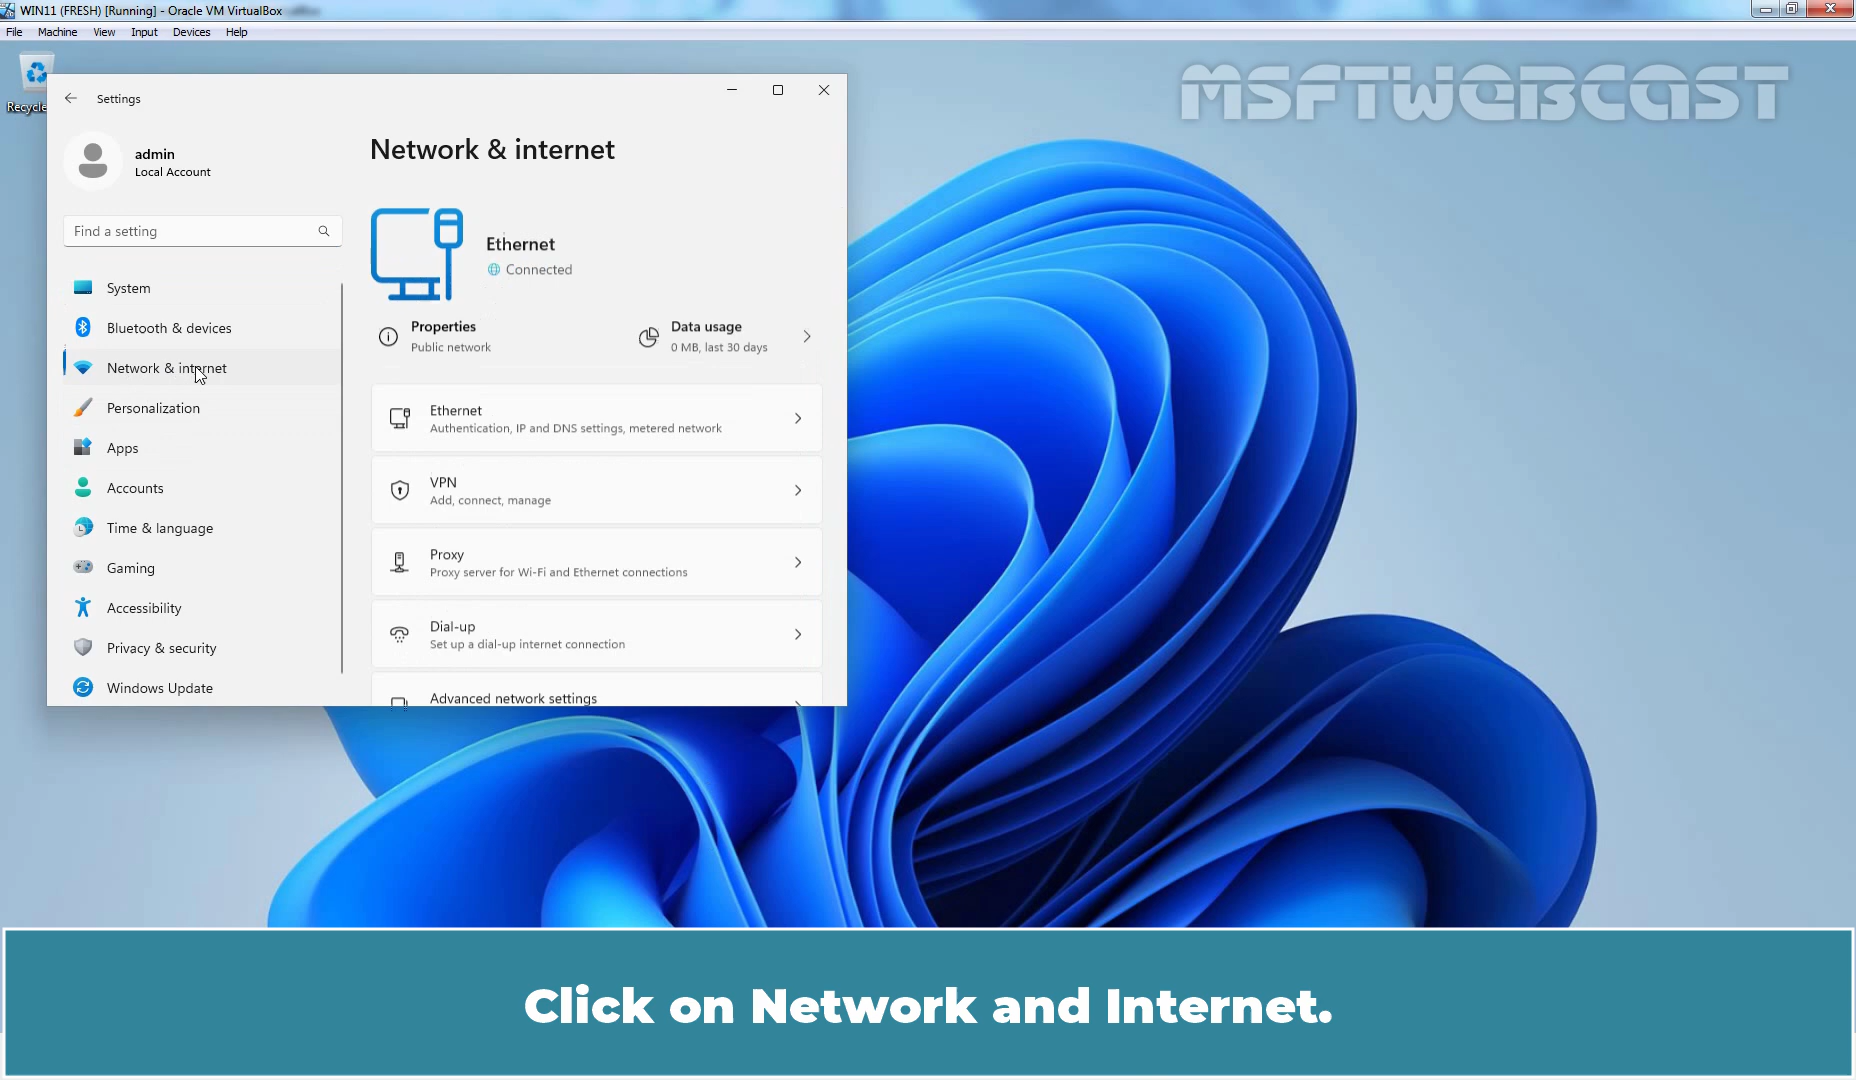 WIN11 (FRESH) [Running] - Oracle VM VirtualBox
File Machine View Input Devices Help
MSFTWEBCAST
Recycle
Settings
admin
Local Account
Find a setting
System
Bluetooth & devices
Network & internet
Personalization
Apps
Accounts
Time & language
Gaming
Accessibility
Privacy & security
Windows Update
Network & internet
Ethernet
Connected
Properties
Public network
Data usage
0 MB, last 30 days
Ethernet
Authentication, IP and DNS settings, metered network
VPN
Add, connect, manage
Proxy
Proxy server for Wi-Fi and Ethernet connections
Dial-up
Set up a dial-up internet connection
Advanced network settings
Click on Network and Internet.